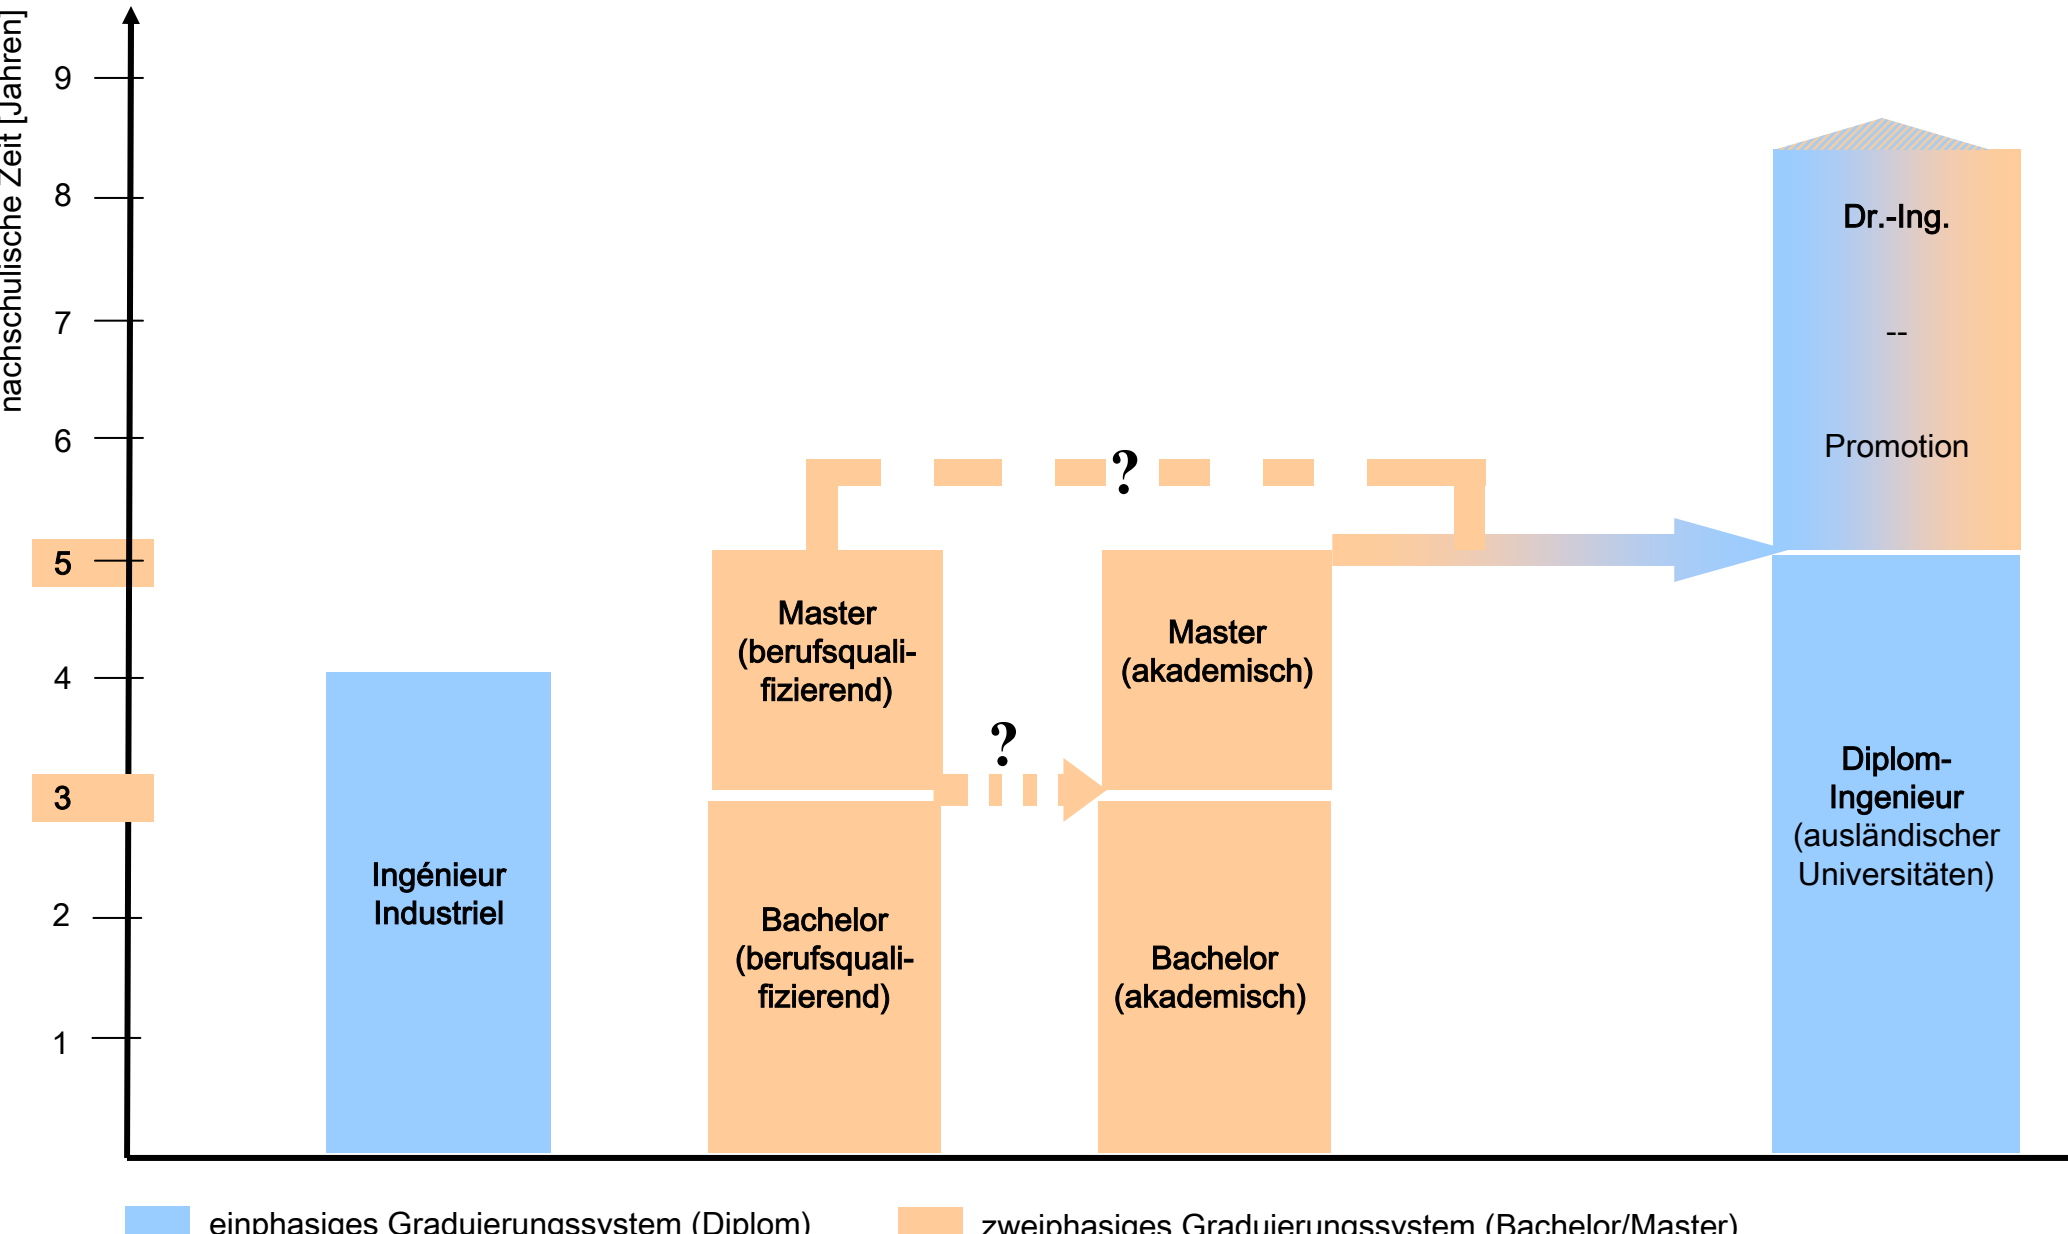 nachschulische Zeit [Jahren]
9
8
7
6
5
4
3
2
1
Ingénieur
Industriel
Master
(berufsquali-
fizierend)
Bachelor
(berufsquali-
fizierend)
?
?
Master
(akademisch)
Bachelor
(akademisch)
Dr.-Ing.
--
Promotion
Diplom-
Ingenieur
(ausländischer
Universitäten)
einphasiges Graduierungssystem (Diplom)
zweiphasiges Graduierungssystem (Bachelor/Master)